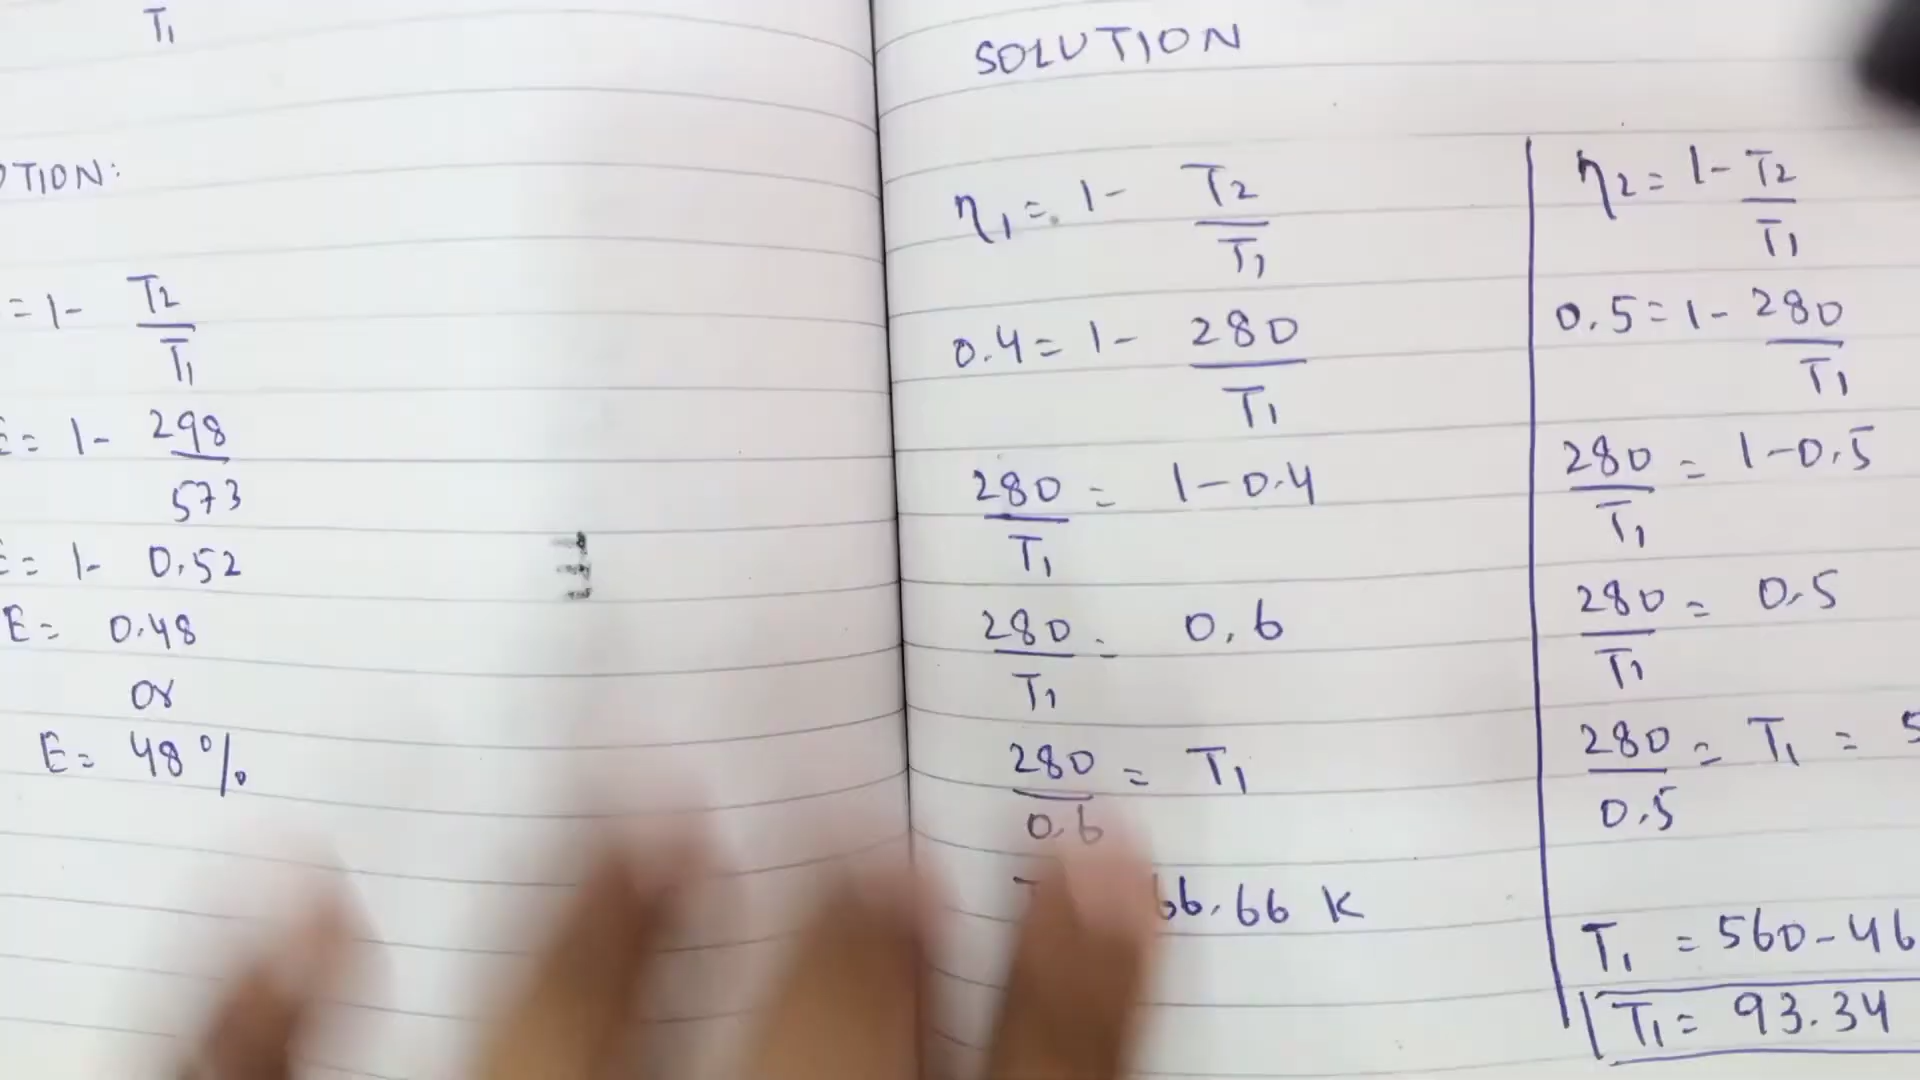 T1
OTION:
= 1 - T2
T1
E = 1 - 298
573
E = 1 - 0.52
E = 0.48
or
E = 48%
SOLUTION
η1 = 1 - T2
T1
0.4 = 1 - 280
T1
280 = 1 - 0.4
T1
280 = 0.6
T1
280 = T1
0.6
66.66 K
η2 = 1 - T2
T1
0.5 = 1 - 280
T1
280 = 1 - 0.5
T1
280 = 0.5
T1
280 = T1 = 5
0.5
T1 = 560 - 46
T1 = 93.34